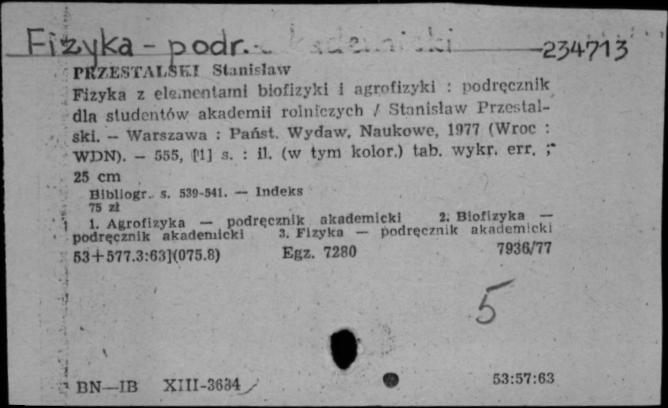 Fizyka - podr.
234713
PRZESTALSKI Stanisław
Fizyka z elementami biofizyki i agrofizyki : podręcznik
dla studentów akademii rolniczych / Stanisław Przestal-
ski. — Warszawa : Państ. Wydaw. Naukowe, 1977 (Wroc :
WDN). — 555, [1] s. : il. (w tym kolor.) tab. wykr. err. ;
25 cm
Bibliogr. s. 539-541. — Indeks
75 zł
1. Agrofizyka — podręcznik akademicki 2. Biofizyka —
podręcznik akademicki 3. Fizyka — podręcznik akademicki
53+577.3:63](075.8) Egz. 7280 7936/77
5
BN—IB XIII-3634 53:57:63